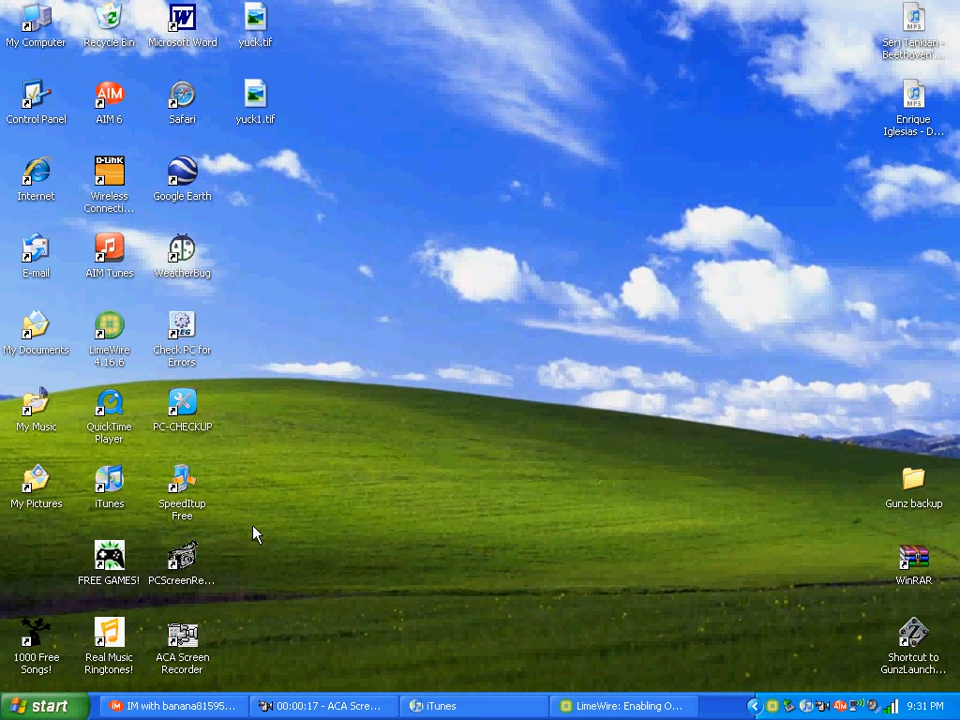 My Computer
Recycle Bin
Microsoft Word
yuck.tif
Serj Tankian -
Beethoven'...
Control Panel
AIM
AIM 6
Safari
yuck1.tif
MP3
MP3
Enrique
Iglesias - D...
D-Link
Internet
Wireless
Connecti...
Google Earth
E-mail
AIM Tunes
WeatherBug
My Documents
LimeWire
4.16.6
Check PC for
Errors
My Music
QuickTime
Player
PC-CHECKUP
My Pictures
iTunes
SpeedItup
Free
Gunz backup
FREE GAMES!
PCScreenRe...
WinRAR
1000 Free
Songs!
Real Music
Ringtones!
ACA Screen
Recorder
Shortcut to
GunzLaunch...
start
IM with banana81595...
00:00:17 - ACA Scre...
iTunes
LimeWire: Enabling O...
9:31 PM